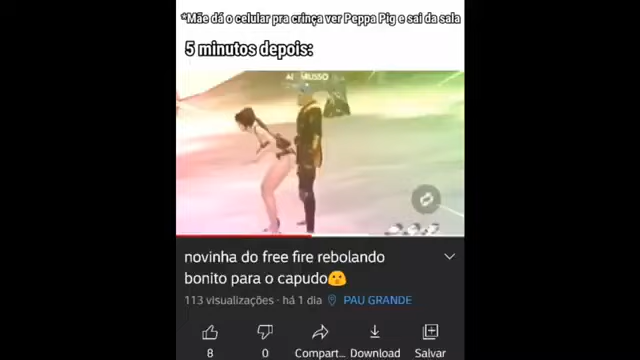 *Mãe dá o celular pra crinça ver Peppa Pig e sai da sala
5 minutos depois:
novinha do free fire rebolando
bonito para o capudo🤭
113 visualizações · há 1 dia PAU GRANDE
8 0 Compart... Download Salvar